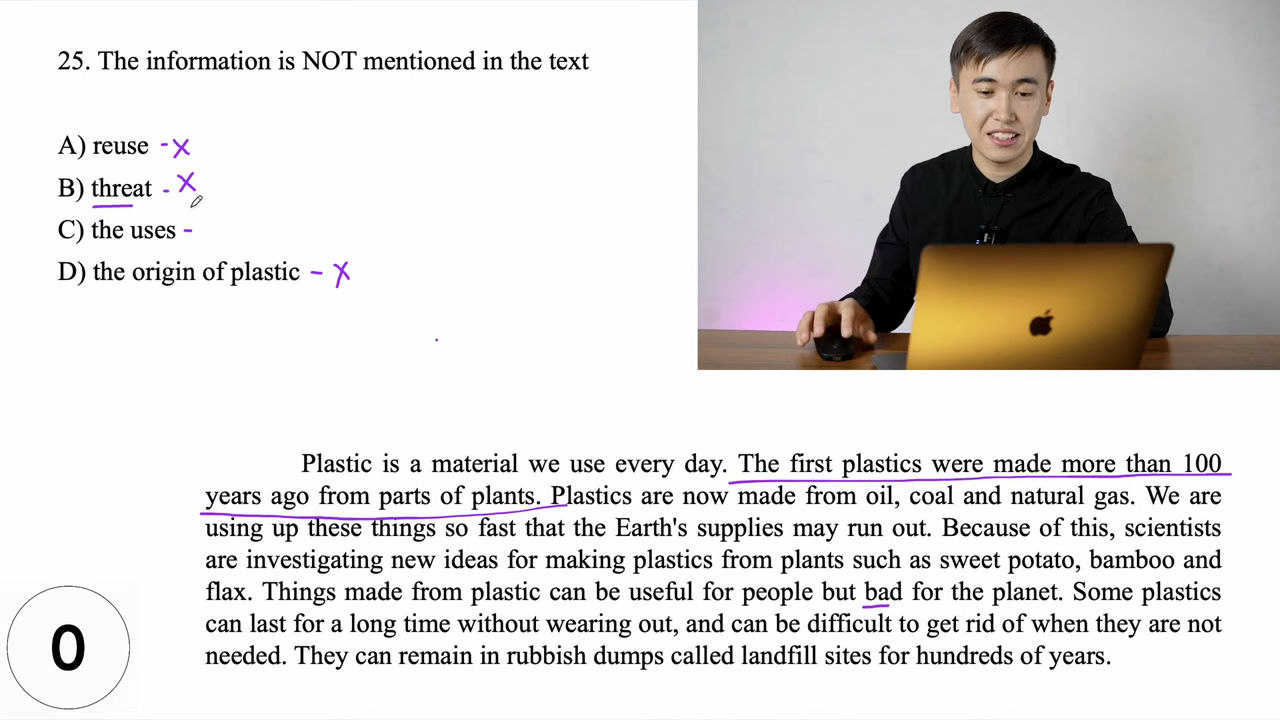 25. The information is NOT mentioned in the text
A) reuse - x
B) threat - x
C) the uses -
D) the origin of plastic - x
Plastic is a material we use every day. The first plastics were made more than 100
years ago from parts of plants. Plastics are now made from oil, coal and natural gas. We are
using up these things so fast that the Earth's supplies may run out. Because of this, scientists
are investigating new ideas for making plastics from plants such as sweet potato, bamboo and
flax. Things made from plastic can be useful for people but bad for the planet. Some plastics
can last for a long time without wearing out, and can be difficult to get rid of when they are not
needed. They can remain in rubbish dumps called landfill sites for hundreds of years.
0